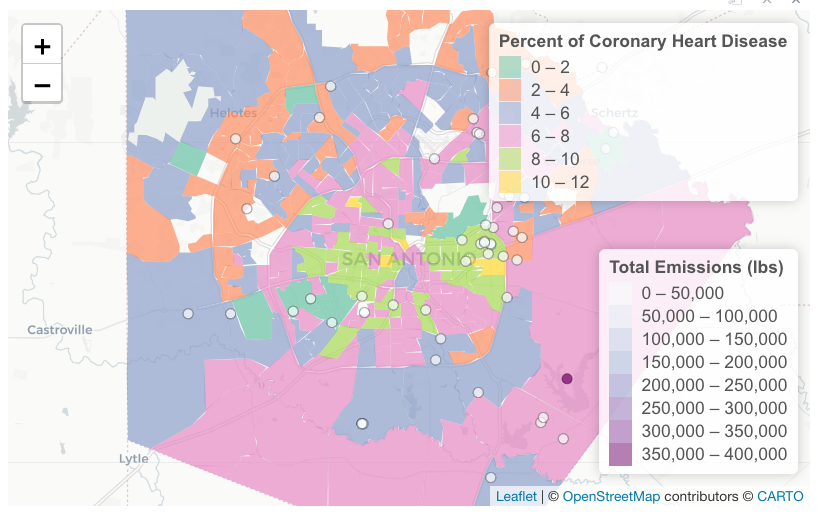 +
−
Percent of Coronary Heart Disease
0 – 2
2 – 4
4 – 6
6 – 8
8 – 10
10 – 12
Helotes
Schertz
SAN ANTONIO
Total Emissions (lbs)
0 – 50,000
50,000 – 100,000
100,000 – 150,000
150,000 – 200,000
200,000 – 250,000
250,000 – 300,000
300,000 – 350,000
350,000 – 400,000
Castroville
Lytle
Leaflet | © OpenStreetMap contributors © CARTO